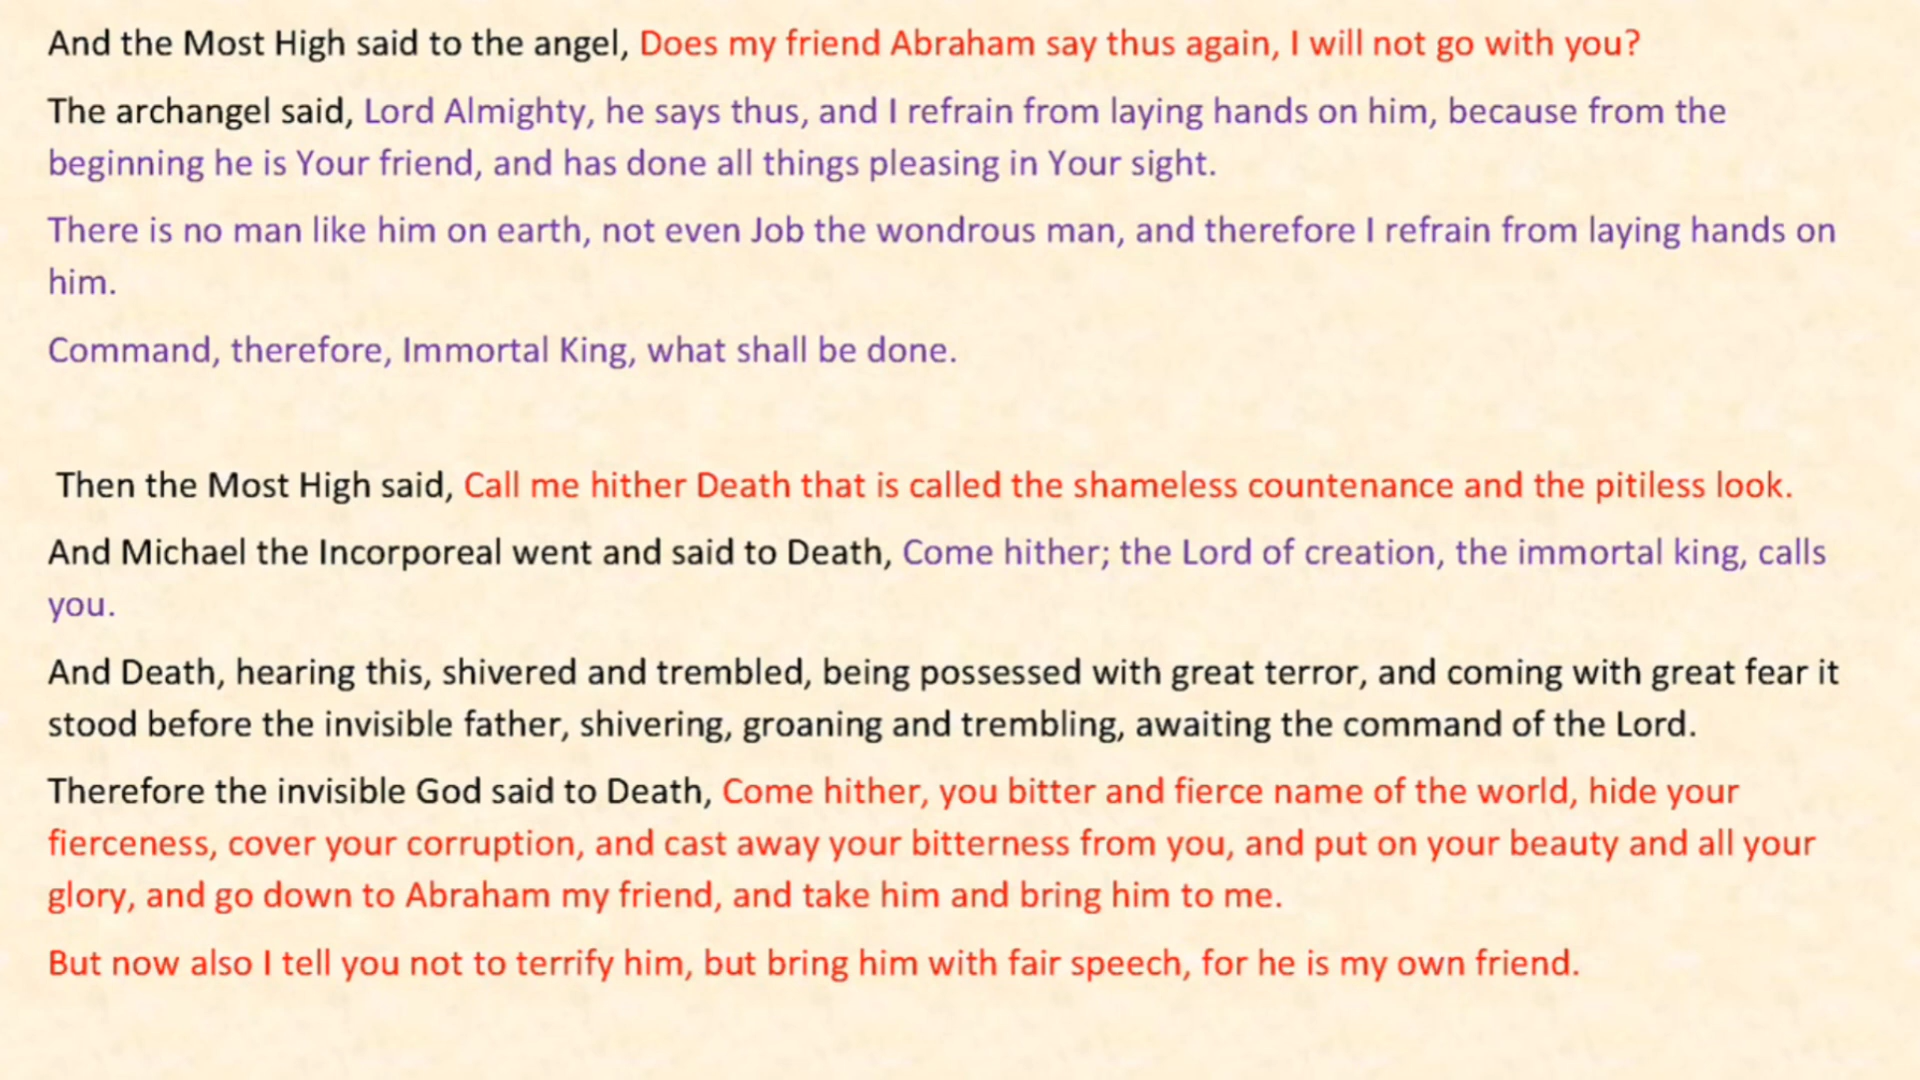 And the Most High said to the angel, Does my friend Abraham say thus again, I will not go with you?
The archangel said, Lord Almighty, he says thus, and I refrain from laying hands on him, because from the
beginning he is Your friend, and has done all things pleasing in Your sight.
There is no man like him on earth, not even Job the wondrous man, and therefore I refrain from laying hands on
him.
Command, therefore, Immortal King, what shall be done.
Then the Most High said, Call me hither Death that is called the shameless countenance and the pitiless look.
And Michael the Incorporeal went and said to Death, Come hither; the Lord of creation, the immortal king, calls
you.
And Death, hearing this, shivered and trembled, being possessed with great terror, and coming with great fear it
stood before the invisible father, shivering, groaning and trembling, awaiting the command of the Lord.
Therefore the invisible God said to Death, Come hither, you bitter and fierce name of the world, hide your
fierceness, cover your corruption, and cast away your bitterness from you, and put on your beauty and all your
glory, and go down to Abraham my friend, and take him and bring him to me.
But now also I tell you not to terrify him, but bring him with fair speech, for he is my own friend.